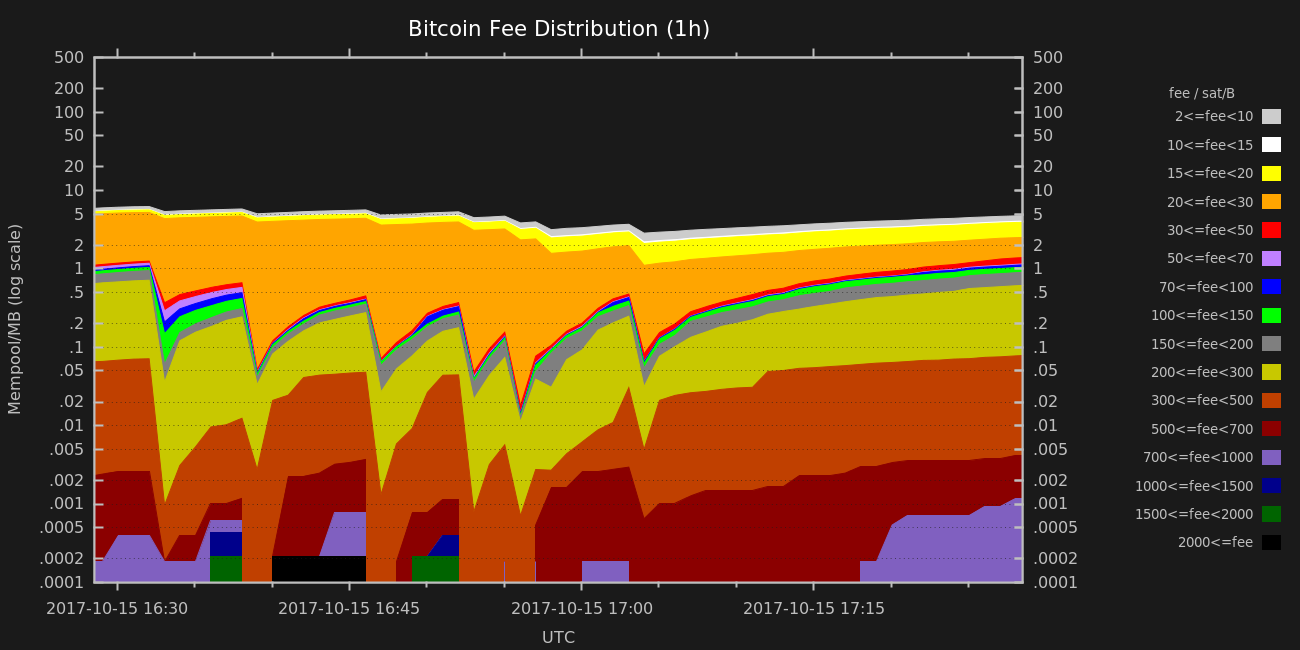 Bitcoin Fee Distribution (1h)
Mempool/MB (log scale)
500
200
100
50
20
10
5
2
1
.5
.2
.1
.05
.02
.01
.005
.002
.001
.0005
.0002
.0001
500
200
100
50
20
10
5
2
1
.5
.2
.1
.05
.02
.01
.005
.002
.001
.0005
.0002
.0001
2017-10-15 16:30
2017-10-15 16:45
2017-10-15 17:00
2017-10-15 17:15
UTC
fee / sat/B
2<=fee<10
10<=fee<15
15<=fee<20
20<=fee<30
30<=fee<50
50<=fee<70
70<=fee<100
100<=fee<150
150<=fee<200
200<=fee<300
300<=fee<500
500<=fee<700
700<=fee<1000
1000<=fee<1500
1500<=fee<2000
2000<=fee